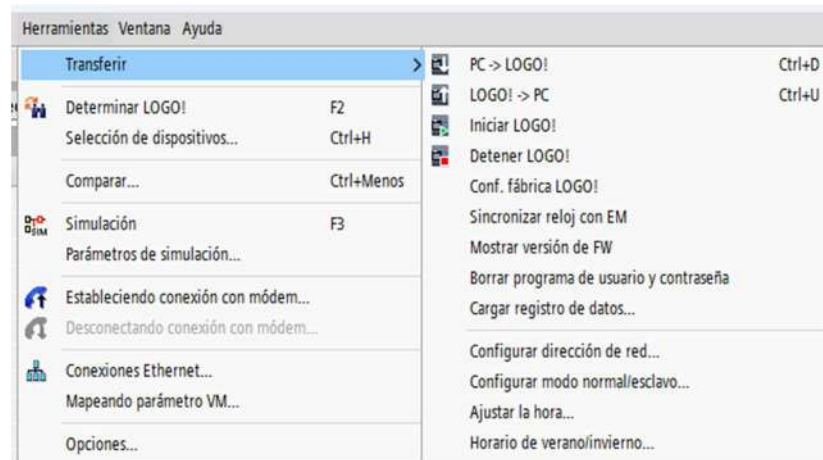 Herramientas Ventana Ayuda
Transferir
Determinar LOGO! F2
Selección de dispositivos... Ctrl+H
Comparar... Ctrl+Menos
Simulación F3
Parámetros de simulación...
Estableciendo conexión con módem...
Desconectando conexión con módem...
Conexiones Ethernet...
Mapeando parámetro VM...
Opciones...
PC -> LOGO! Ctrl+D
LOGO! -> PC Ctrl+U
Iniciar LOGO!
Detener LOGO!
Conf. fábrica LOGO!
Sincronizar reloj con EM
Mostrar versión de FW
Borrar programa de usuario y contraseña
Cargar registro de datos...
Configurar dirección de red...
Configurar modo normal/esclavo...
Ajustar la hora...
Horario de verano/invierno...